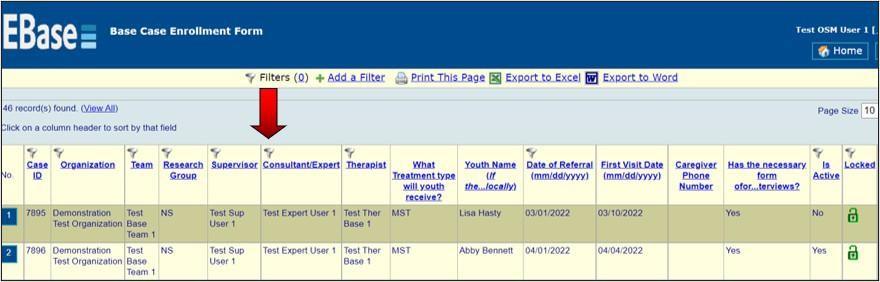 EBase Base Case Enrollment Form
Test OSM User 1 [
Home
Filters (0) Add a Filter Print This Page Export to Excel Export to Word
46 record(s) found. (View All)
Page Size 10
Click on a column header to sort by that field
No. Case ID Organization Team Research Group Supervisor Consultant/Expert Therapist What Treatment type will youth receive? Youth Name (If the...locally) Date of Referral (mm/dd/yyyy) First Visit Date (mm/dd/yyyy) Caregiver Phone Number Has the necessary form ofor...terviews? Is Active Locked
1 7895 Demonstration Test Organization Test Base Team 1 NS Test Sup User 1 Test Expert User 1 Test Ther Base 1 MST Lisa Hasty 03/01/2022 03/10/2022 Yes No
2 7896 Demonstration Test Organization Test Base Team 1 NS Test Sup User 1 Test Expert User 1 Test Ther Base 1 MST Abby Bennett 04/01/2022 04/04/2022 Yes Yes